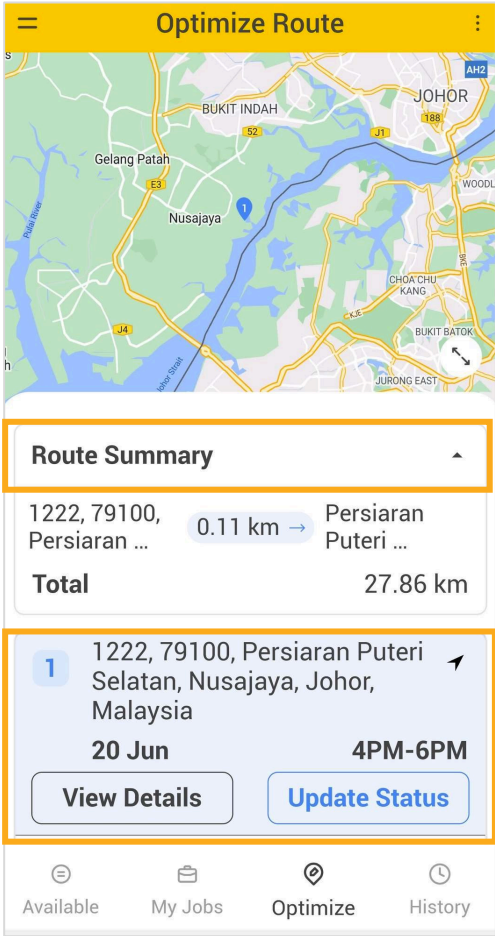 Optimize Route
s
AH2
JOHOR
BUKIT INDAH
188
52
J1
Gelang Patah
E3
WOODL
Nusajaya
1
Pulai River
BKE
CHOA CHU
KANG
KJE
J4
BUKIT BATOK
h
Johor Strait
JURONG EAST
Route Summary
1222, 79100,
Persiaran ...
0.11 km →
Persiaran
Puteri ...
Total
27.86 km
1
1222, 79100, Persiaran Puteri
Selatan, Nusajaya, Johor,
Malaysia
20 Jun
4PM-6PM
View Details
Update Status
Available
My Jobs
Optimize
History